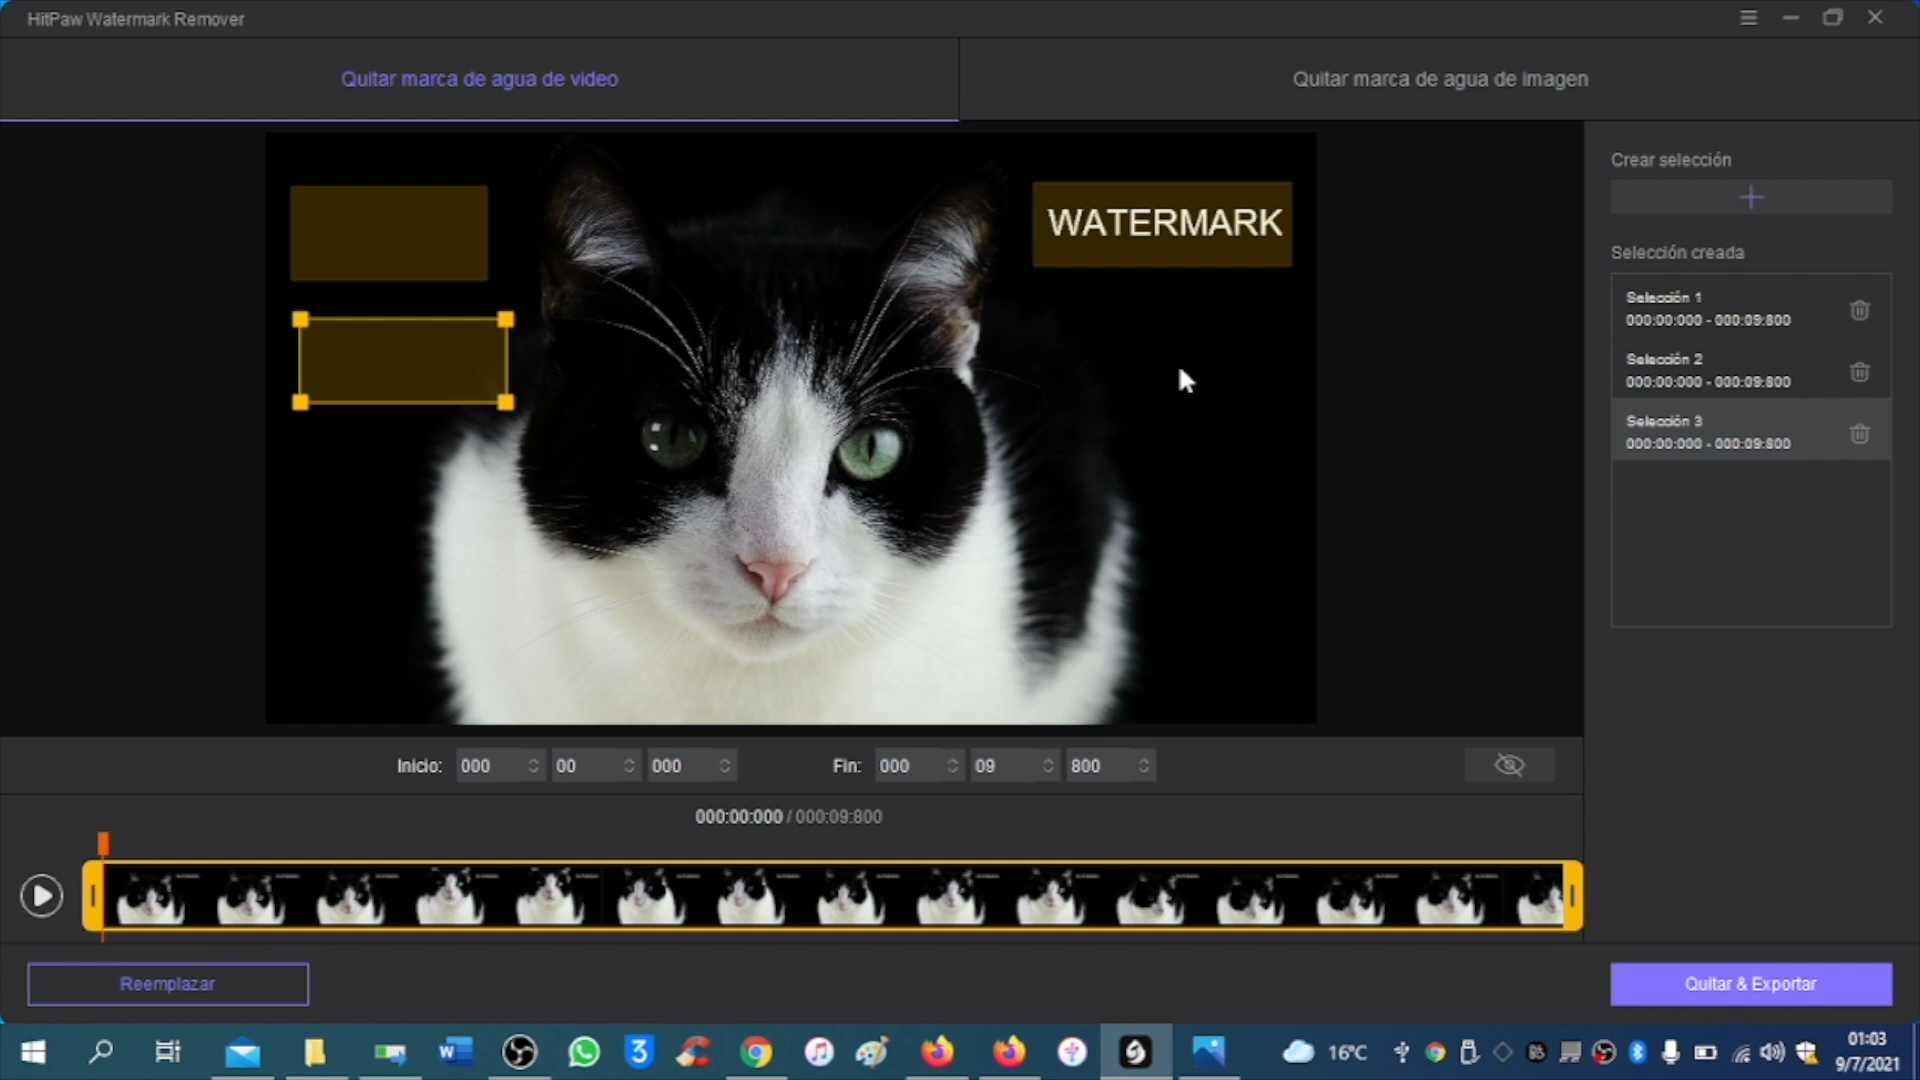 HitPaw Watermark Remover
Quitar marca de agua de video
Quitar marca de agua de imagen
WATERMARK
Crear selección
Selección creada
Selección 1
000:00:000 - 000:09:800
Selección 2
000:00:000 - 000:09:800
Selección 3
000:00:000 - 000:09:800
Inicio: 000 00 000 Fin: 000 09 800
000:00:000 / 000:09:800
Reemplazar
Quitar & Exportar
16°C
01:03
9/7/2021